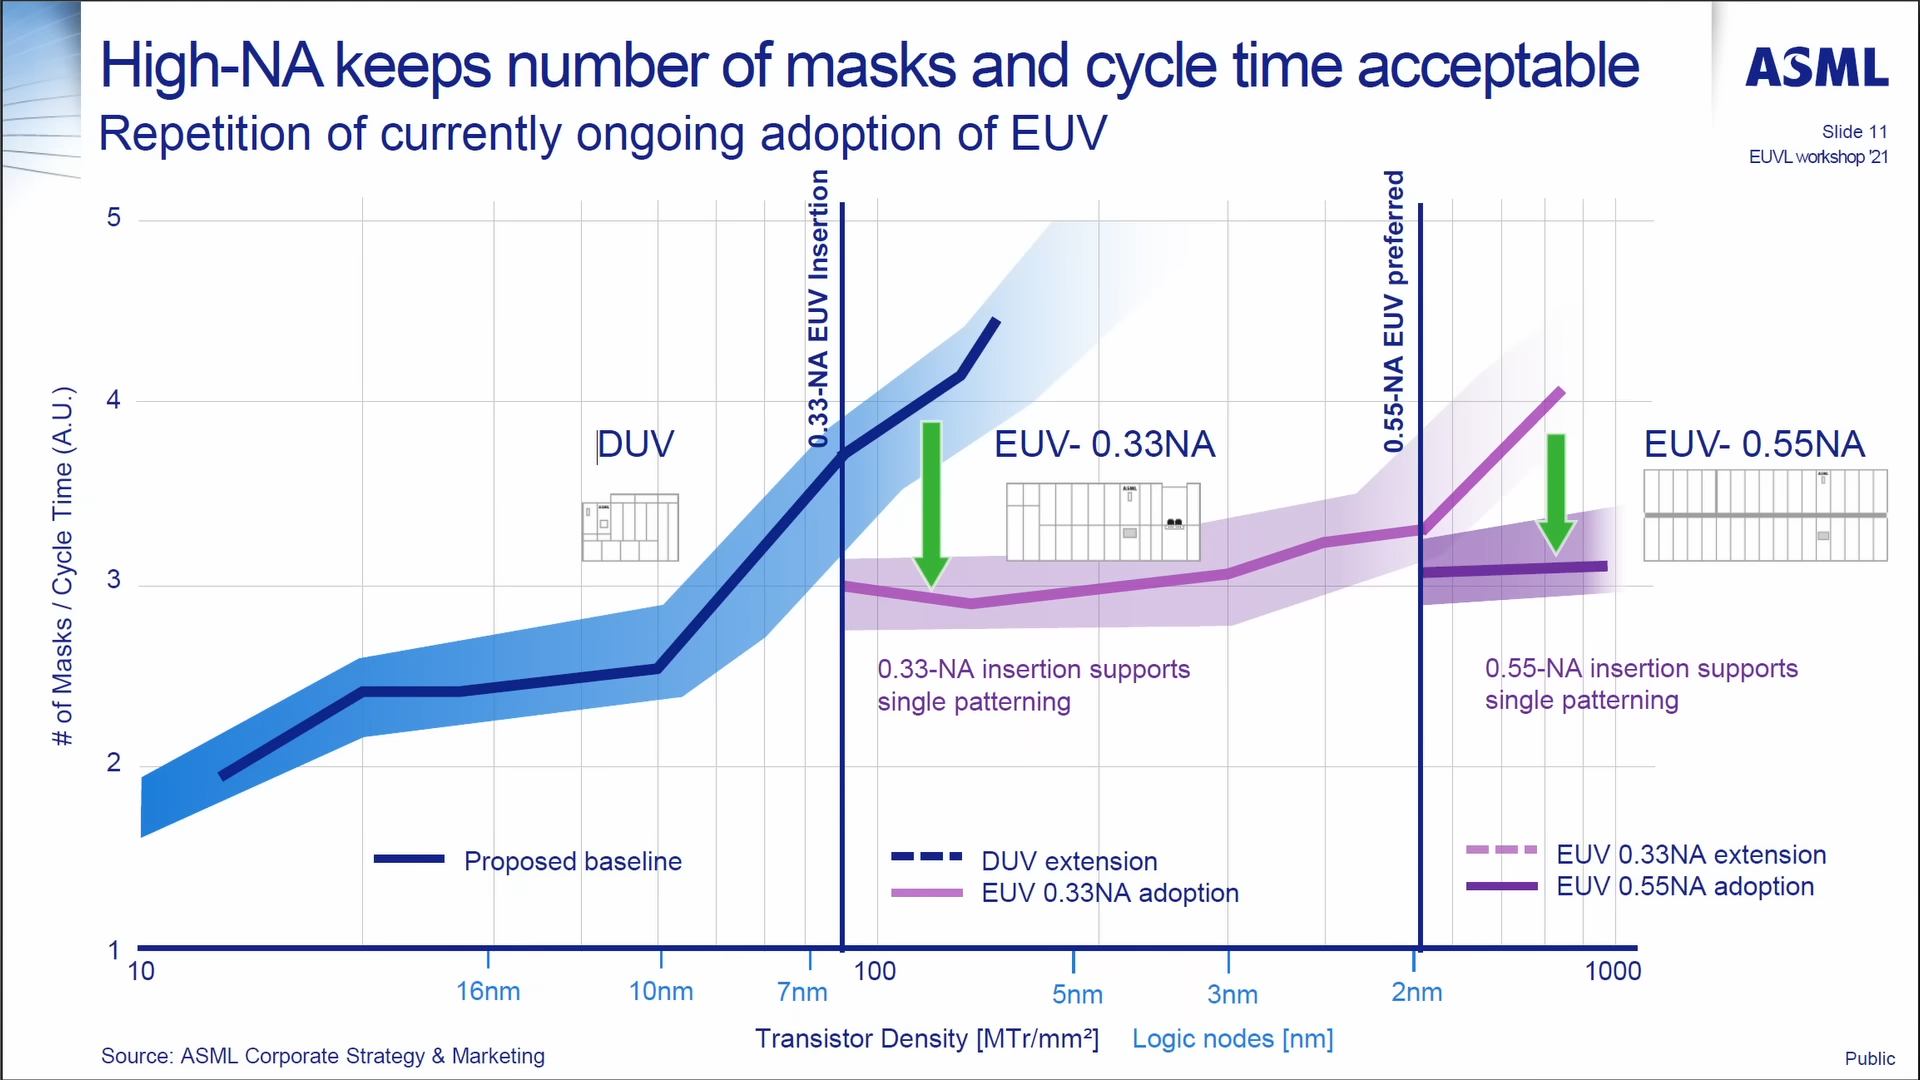 High-NA keeps number of masks and cycle time acceptable
Repetition of currently ongoing adoption of EUV
ASML
Slide 11
EUVL workshop '21
# of Masks / Cycle Time (A.U.)
5
4
3
2
1
0.33-NA EUV Insertion
0.55-NA EUV preferred
DUV
EUV- 0.33NA
EUV- 0.55NA
0.33-NA insertion supports
single patterning
0.55-NA insertion supports
single patterning
Proposed baseline
DUV extension
EUV 0.33NA adoption
EUV 0.33NA extension
EUV 0.55NA adoption
10
100
1000
16nm
10nm
7nm
5nm
3nm
2nm
Transistor Density [MTr/mm²]
Logic nodes [nm]
Source: ASML Corporate Strategy & Marketing
Public